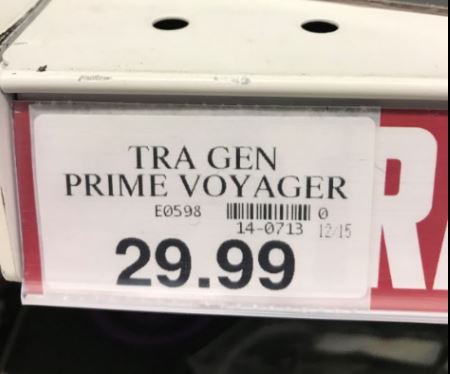 TRA GEN
PRIME VOYAGER
E0598 0
14-0713 12/15
29.99